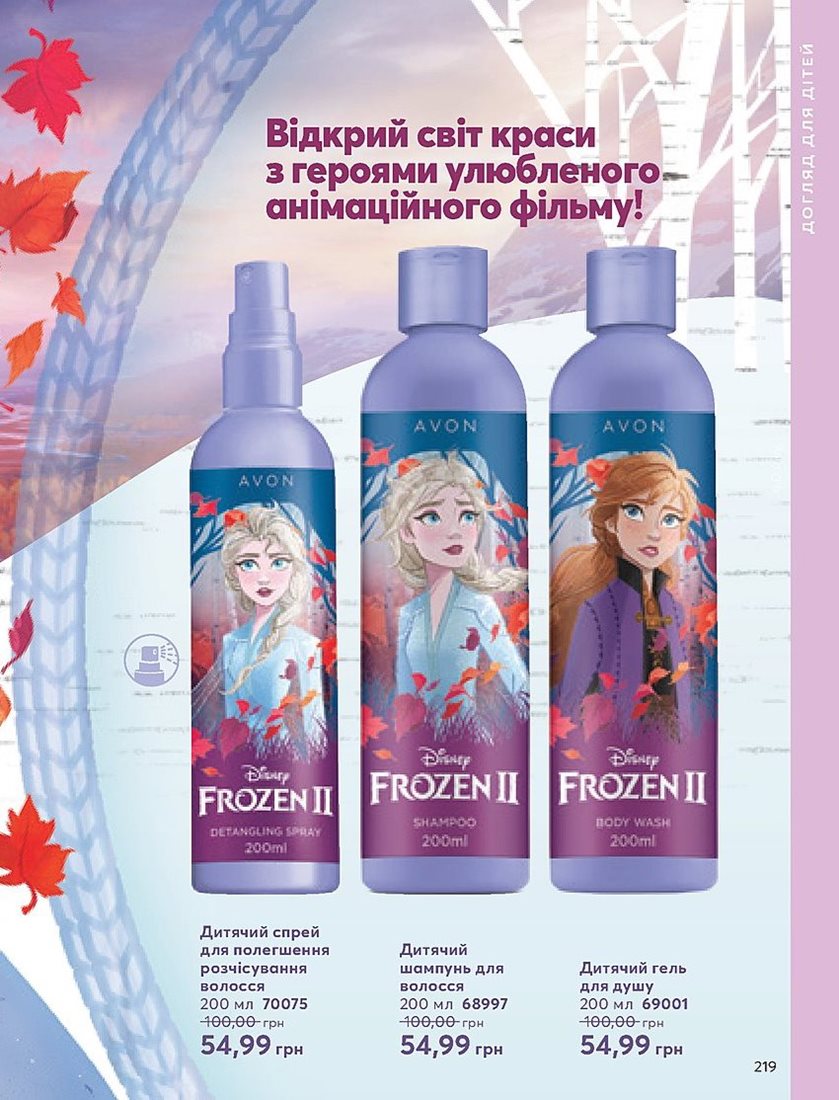 ДОГЛЯД ДЛЯ ДІТЕЙ
Відкрий світ краси
з героями улюбленого
анімаційного фільму!
AVON
Disney
FROZEN II
DETANGLING SPRAY
200ml
AVON
Disney
FROZEN II
SHAMPOO
200ml
AVON
Disney
FROZEN II
BODY WASH
200ml
Дитячий спрей
для полегшення
розчісування
волосся
200 мл 70075
100,00 грн
54,99 грн
Дитячий
шампунь для
волосся
200 мл 68997
100,00 грн
54,99 грн
Дитячий гель
для душу
200 мл 69001
100,00 грн
54,99 грн
219